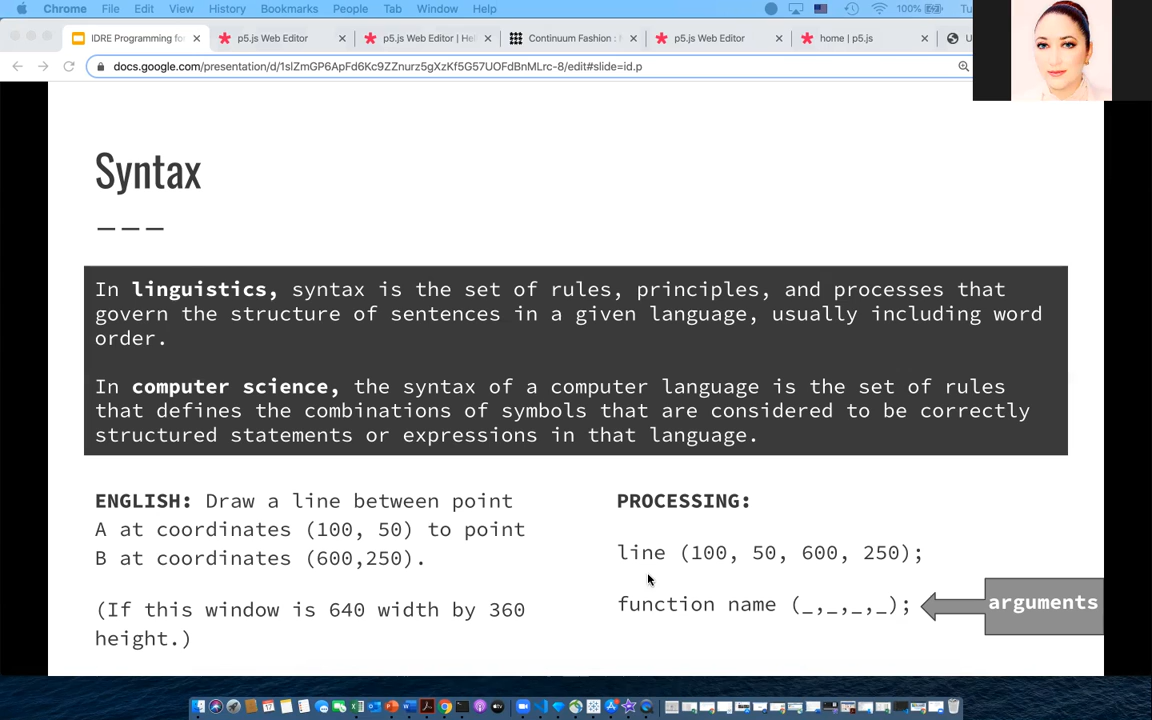 Chrome File Edit View History Bookmarks People Tab Window Help 100% Tu
IDRE Programming fo p5.js Web Editor p5.js Web Editor | He Continuum Fashion : p5.js Web Editor home | p5.js U
docs.google.com/presentation/d/1slZmGP6ApFd6Kc9ZZnurz5gXzKf5G57UOFdBnMLrc-8/edit#slide=id.p
Syntax
In linguistics, syntax is the set of rules, principles, and processes that
govern the structure of sentences in a given language, usually including word
order.
In computer science, the syntax of a computer language is the set of rules
that defines the combinations of symbols that are considered to be correctly
structured statements or expressions in that language.
ENGLISH: Draw a line between point
A at coordinates (100, 50) to point
B at coordinates (600,250).
(If this window is 640 width by 360
height.)
PROCESSING:
line (100, 50, 600, 250);
function name (_,_,_,_);
arguments